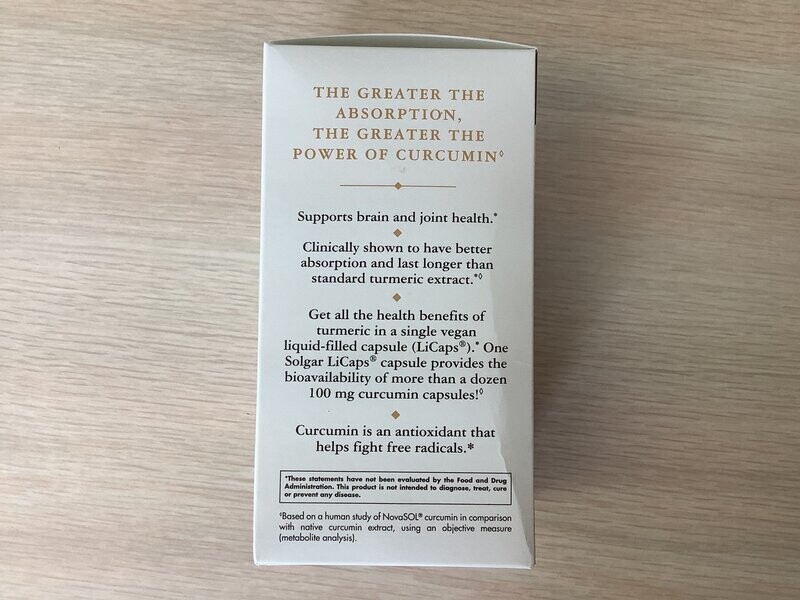 THE GREATER THE
ABSORPTION,
THE GREATER THE
POWER OF CURCUMIN◊
Supports brain and joint health.*
Clinically shown to have better
absorption and last longer than
standard turmeric extract.*◊
Get all the health benefits of
turmeric in a single vegan
liquid-filled capsule (LiCaps®).* One
Solgar LiCaps® capsule provides the
bioavailability of more than a dozen
100 mg curcumin capsules!◊
Curcumin is an antioxidant that
helps fight free radicals.*
*These statements have not been evaluated by the Food and Drug
Administration. This product is not intended to diagnose, treat, cure
or prevent any disease.
◊Based on a human study of NovaSOL® curcumin in comparison
with native curcumin extract, using an objective measure
(metabolite analysis).